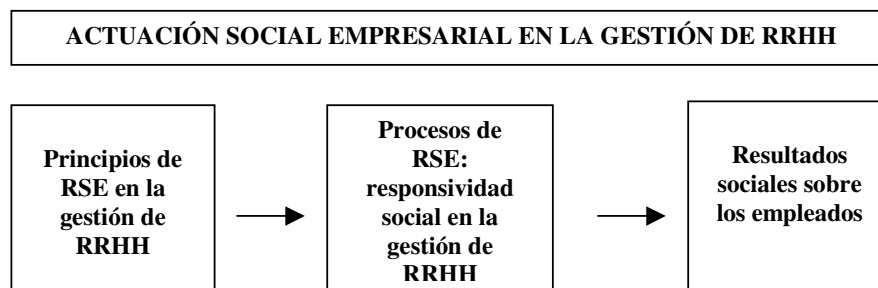 ACTUACIÓN SOCIAL EMPRESARIAL EN LA GESTIÓN DE RRHH
Principios de
RSE en la
gestión de
RRHH
Procesos de
RSE:
responsividad
social en la
gestión de
RRHH
Resultados
sociales sobre
los empleados